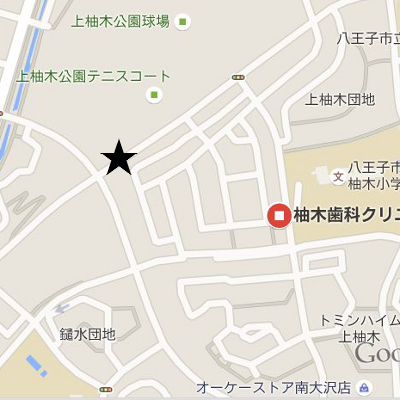 上柚木公園球場
八王子市立
上柚木公園テニスコート
上柚木団地
文
八王子市
柚木小学
柚木歯科クリニ
鑓水団地
トミンハイム
上柚木
Goo
オーケーストア南大沢店